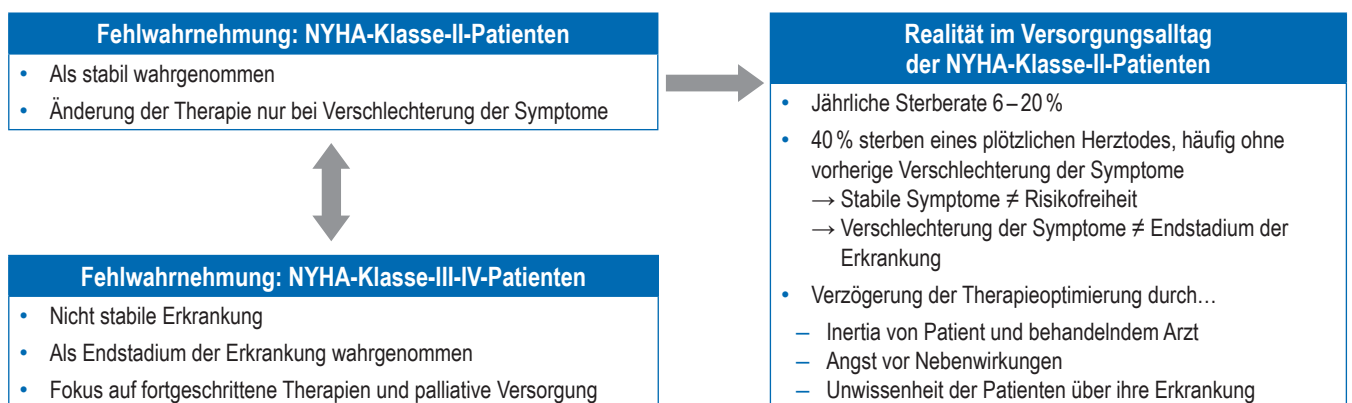 Fehlwahrnehmung: NYHA-Klasse-II-Patienten
• Als stabil wahrgenommen
• Änderung der Therapie nur bei Verschlechterung der Symptome
Fehlwahrnehmung: NYHA-Klasse-III-IV-Patienten
• Nicht stabile Erkrankung
• Als Endstadium der Erkrankung wahrgenommen
• Fokus auf fortgeschrittene Therapien und palliative Versorgung
Realität im Versorgungsalltag
der NYHA-Klasse-II-Patienten
• Jährliche Sterberate 6–20 %
• 40 % sterben eines plötzlichen Herztodes, häufig ohne
vorherige Verschlechterung der Symptome
→ Stabile Symptome ≠ Risikofreiheit
→ Verschlechterung der Symptome ≠ Endstadium der
Erkrankung
• Verzögerung der Therapieoptimierung durch…
– Inertia von Patient und behandelndem Arzt
– Angst vor Nebenwirkungen
– Unwissenheit der Patienten über ihre Erkrankung